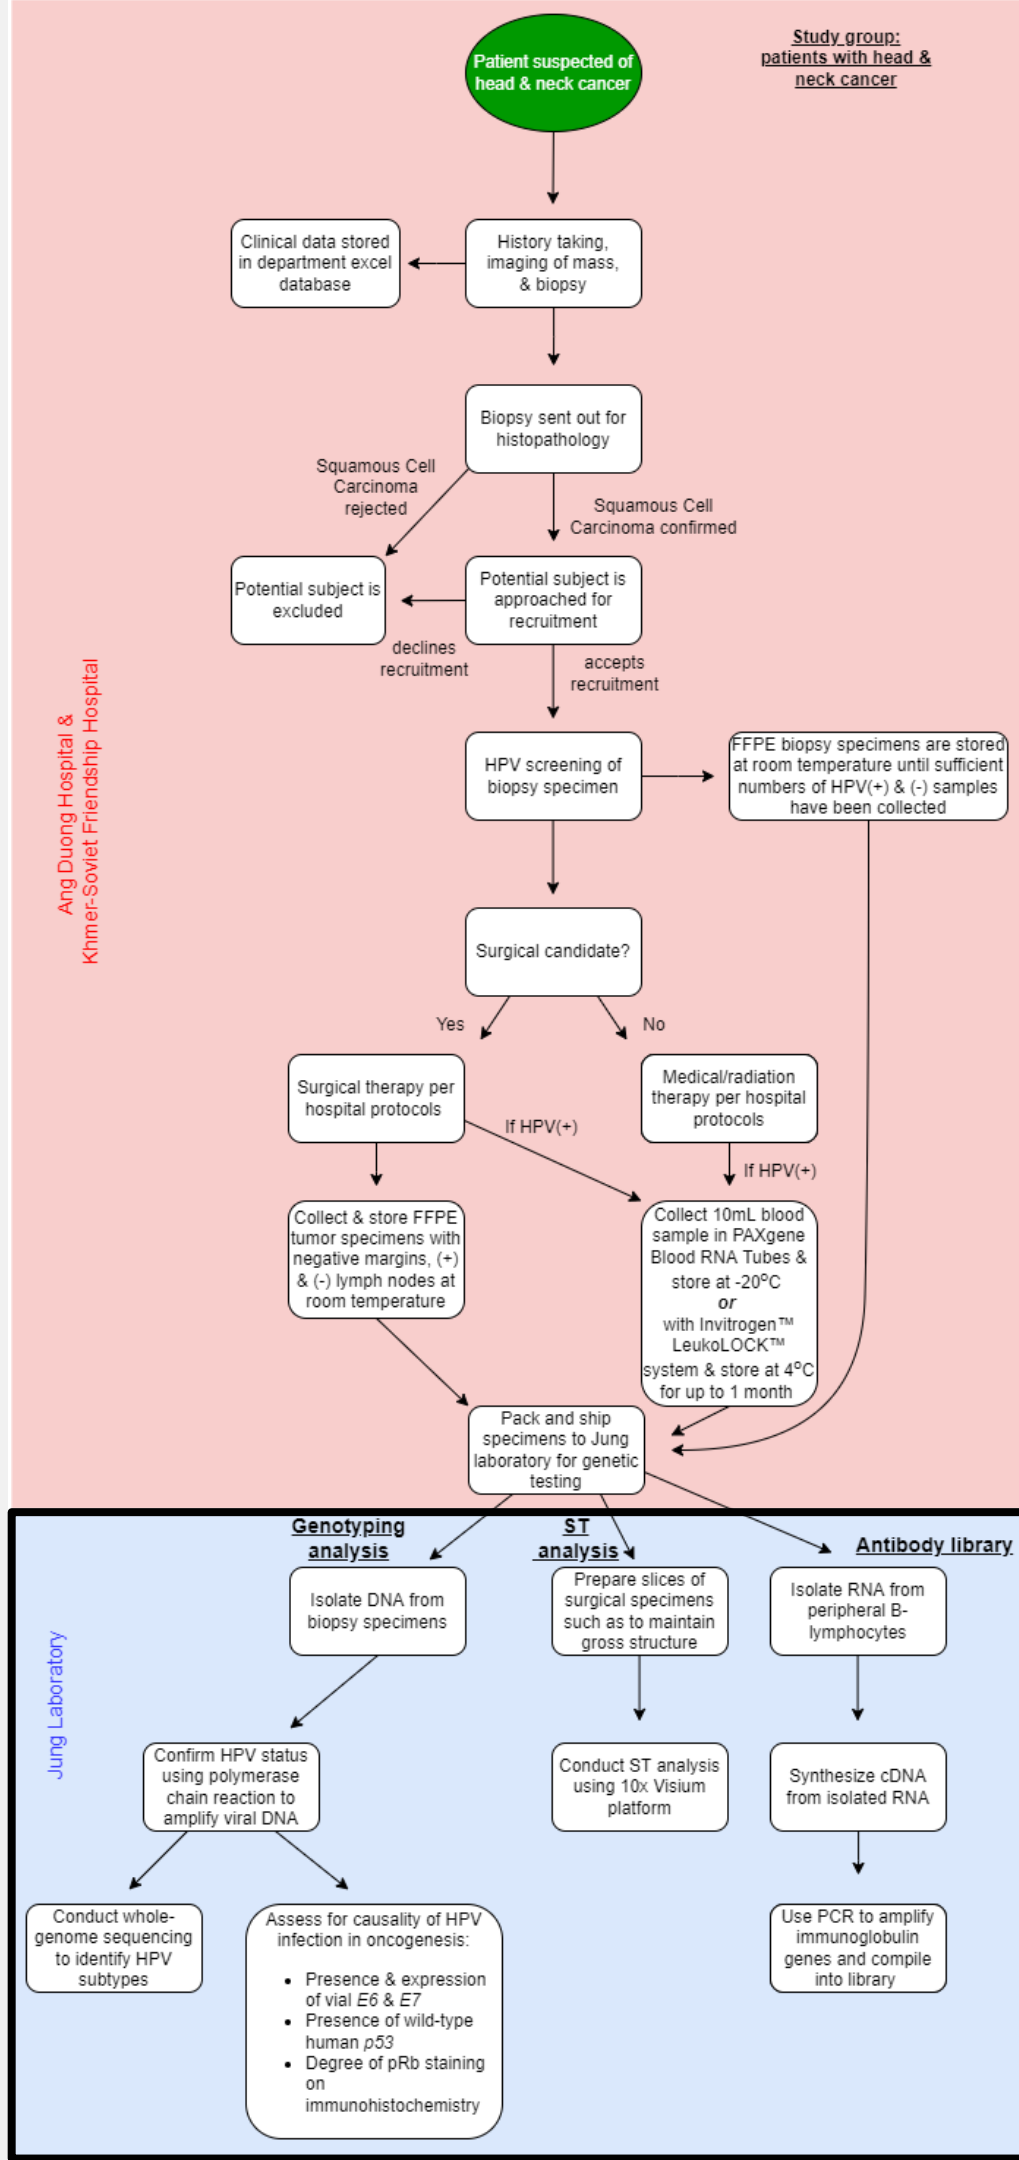 Study group:
patients with head &
neck cancer
Patient suspected of
head & neck cancer
Clinical data stored
in department excel
database
History taking,
imaging of mass,
& biopsy
Biopsy sent out for
histopathology
Squamous Cell
Carcinoma
rejected
Squamous Cell
Carcinoma confirmed
Potential subject is
excluded
Potential subject is
approached for
recruitment
declines
recruitment
accepts
recruitment
Ang Duong Hospital &
Khmer-Soviet Friendship Hospital
HPV screening of
biopsy specimen
FFPE biopsy specimens are stored
at room temperature until sufficient
numbers of HPV(+) & (-) samples
have been collected
Surgical candidate?
Yes
No
Surgical therapy per
hospital protocols
Medical/radiation
therapy per hospital
protocols
If HPV(+)
If HPV(+)
Collect & store FFPE
tumor specimens with
negative margins, (+)
& (-) lymph nodes at
room temperature
Collect 10mL blood
sample in PAXgene
Blood RNA Tubes &
store at -20°C
or
with Invitrogen™
LeukoLOCK™
system & store at 4°C
for up to 1 month
Pack and ship
specimens to Jung
laboratory for genetic
testing
Jung Laboratory
Genotyping
analysis
ST
analysis
Antibody library
Isolate DNA from
biopsy specimens
Prepare slices of
surgical specimens
such as to maintain
gross structure
Isolate RNA from
peripheral B-
lymphocytes
Confirm HPV status
using polymerase
chain reaction to
amplify viral DNA
Conduct ST analysis
using 10x Visium
platform
Synthesize cDNA
from isolated RNA
Conduct whole-
genome sequencing
to identify HPV
subtypes
Assess for causality of HPV
infection in oncogenesis:
• Presence & expression
of vial E6 & E7
• Presence of wild-type
human p53
• Degree of pRb staining
on
immunohistochemistry
Use PCR to amplify
immunoglobulin
genes and compile
into library